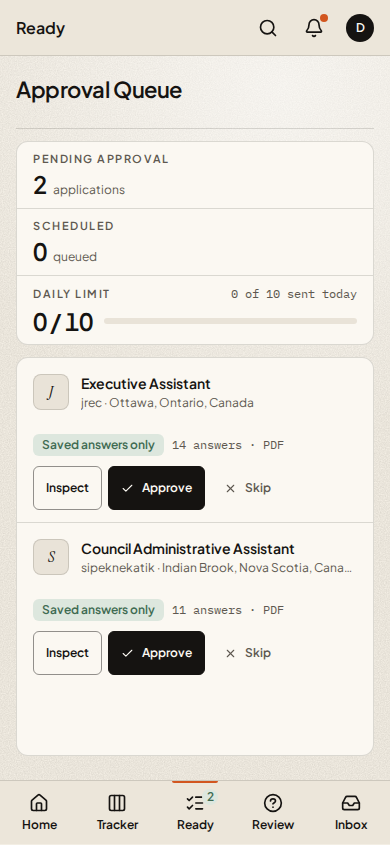 Ready
D
Approval Queue
PENDING APPROVAL
2 applications
SCHEDULED
0 queued
DAILY LIMIT
0 of 10 sent today
0/10
J
Executive Assistant
jrec · Ottawa, Ontario, Canada
Saved answers only
14 answers · PDF
Inspect
Approve
Skip
S
Council Administrative Assistant
sipeknekatik · Indian Brook, Nova Scotia, Cana...
Saved answers only
11 answers · PDF
Inspect
Approve
Skip
2
Home
Tracker
Ready
Review
Inbox